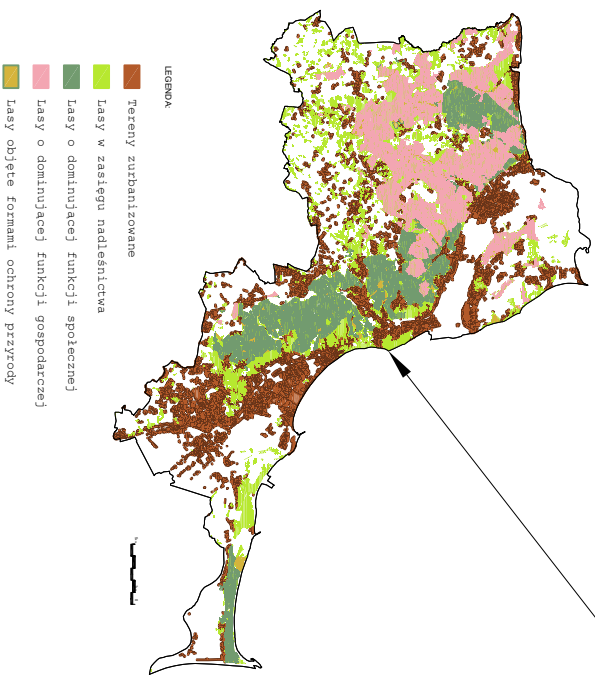 LEGENDA:
Tereny zurbanizowane
Lasy w zasięgu nadleśnictwa
Lasy o dominującej funkcji społecznej
Lasy o dominującej funkcji gospodarczej
Lasy objęte formami ochrony przyrody